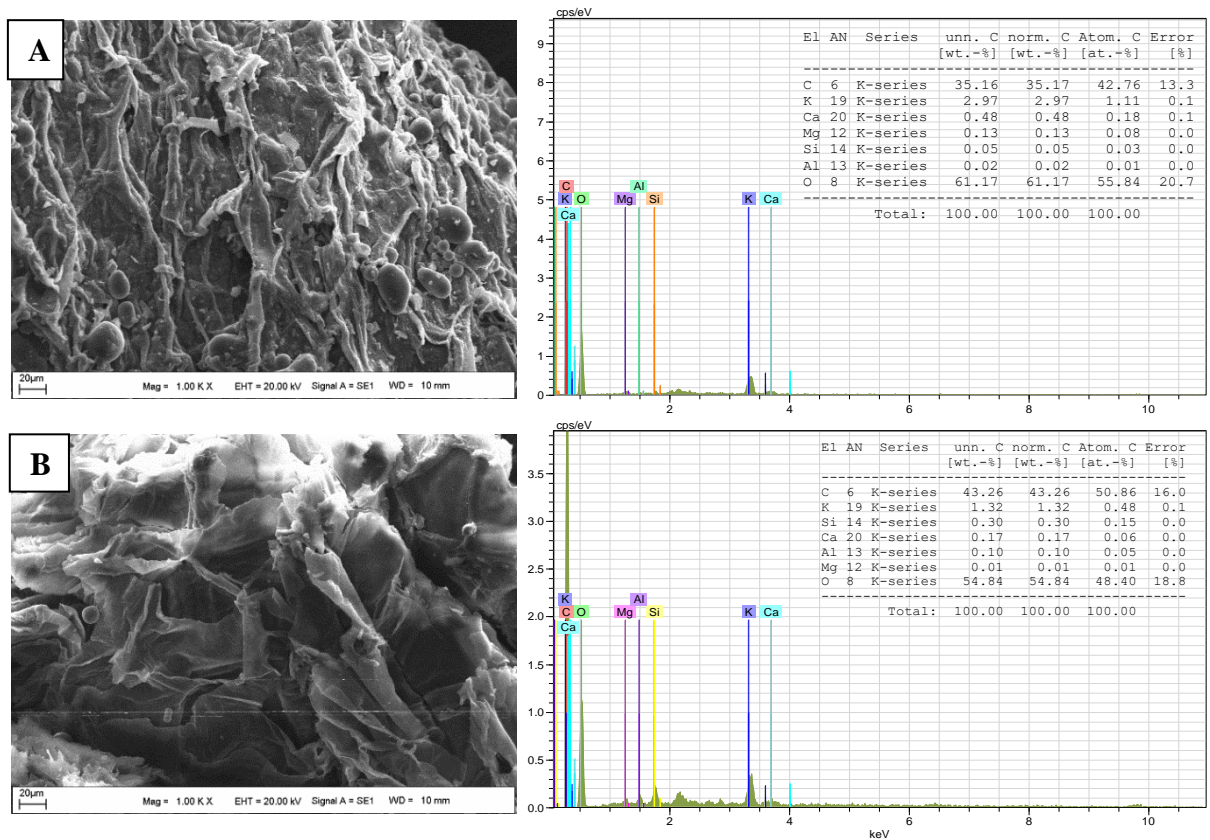 A
20µm
Mag = 1.00 K X EHT = 20.00 kV Signal A = SE1 WD = 10 mm
cps/eV
El AN Series unn. C norm. C Atom. C Error
[wt.-%] [wt.-%] [at.-%] [%]
C 6 K-series 35.16 35.17 42.76 13.3
K 19 K-series 2.97 2.97 1.11 0.1
Ca 20 K-series 0.48 0.48 0.18 0.1
Mg 12 K-series 0.13 0.13 0.08 0.0
Si 14 K-series 0.05 0.05 0.03 0.0
Al 13 K-series 0.02 0.02 0.01 0.0
O 8 K-series 61.17 61.17 55.84 20.7
Total: 100.00 100.00 100.00
9
8
7
6
5
4
3
2
1
0
C Al
K O Mg Si K Ca
Ca
2 4 6 8 10
B
20µm
Mag = 1.00 K X EHT = 20.00 kV Signal A = SE1 WD = 10 mm
cps/eV
El AN Series unn. C norm. C Atom. C Error
[wt.-%] [wt.-%] [at.-%] [%]
C 6 K-series 43.26 43.26 50.86 16.0
K 19 K-series 1.32 1.32 0.48 0.1
Si 14 K-series 0.30 0.30 0.15 0.0
Ca 20 K-series 0.17 0.17 0.06 0.0
Al 13 K-series 0.10 0.10 0.05 0.0
Mg 12 K-series 0.01 0.01 0.01 0.0
O 8 K-series 54.84 54.84 48.40 18.8
Total: 100.00 100.00 100.00
3.5
3.0
2.5
2.0
1.5
1.0
0.5
0.0
K Al
C O Mg Si K Ca
Ca
2 4 6 8 10
keV